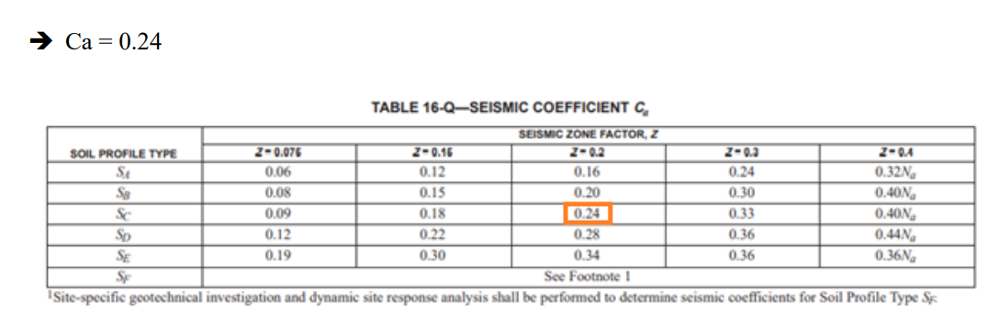 ➔ Ca = 0.24
TABLE 16-Q—SEISMIC COEFFICIENT Ca
SEISMIC ZONE FACTOR, Z
SOIL PROFILE TYPE Z = 0.075 Z = 0.15 Z = 0.2 Z = 0.3 Z = 0.4
SA 0.06 0.12 0.16 0.24 0.32Na
SB 0.08 0.15 0.20 0.30 0.40Na
SC 0.09 0.18 0.24 0.33 0.40Na
SD 0.12 0.22 0.28 0.36 0.44Na
SE 0.19 0.30 0.34 0.36 0.36Na
SF See Footnote 1
1Site-specific geotechnical investigation and dynamic site response analysis shall be performed to determine seismic coefficients for Soil Profile Type SF.